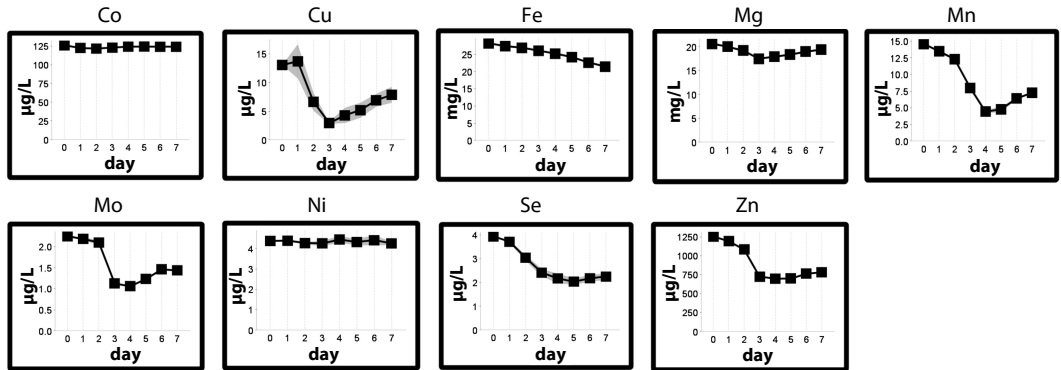 Co
Cu
Fe
Mg
Mn
µg/L
125
100
75
50
25
0
0 1 2 3 4 5 6 7
day
µg/L
15
10
5
0
0 1 2 3 4 5 6 7
day
mg/L
25
20
15
10
5
0
0 1 2 3 4 5 6 7
day
mg/L
20
15
10
5
0
0 1 2 3 4 5 6 7
day
µg/L
15.0
12.5
10.0
7.5
5.0
2.5
0.0
0 1 2 3 4 5 6 7
day
Mo
Ni
Se
Zn
µg/L
2.0
1.5
1.0
0.5
0.0
0 1 2 3 4 5 6 7
day
µg/L
4
3
2
1
0
0 1 2 3 4 5 6 7
day
µg/L
4
3
2
1
0
0 1 2 3 4 5 6 7
day
µg/L
1250
1000
750
500
250
0
0 1 2 3 4 5 6 7
day